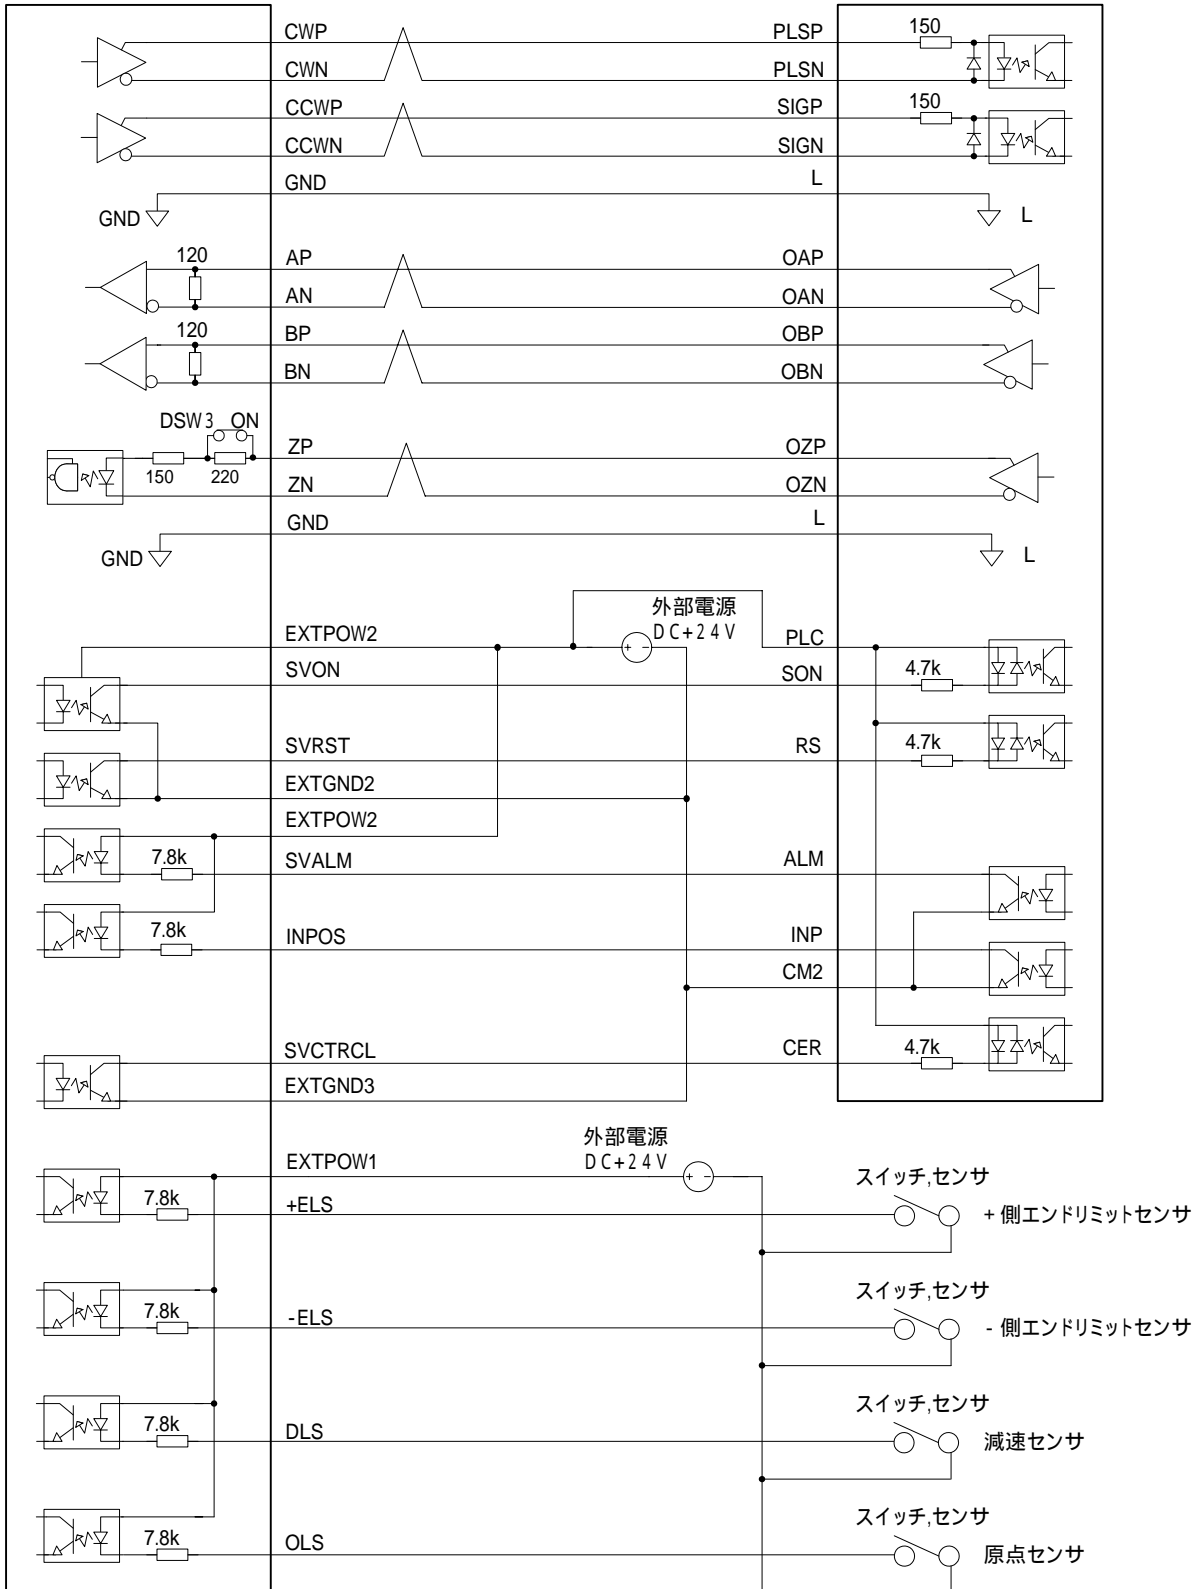 CWP PLSP 150
CWN PLSN
CCWP SIGP 150
CCWN SIGN
GND L
GND L
120 AP OAP
AN OAN
120 BP OBP
BN OBN
DSW3 ON
ZP OZP
150 220 ZN OZN
GND L
GND L
外部電源
DC+24V
EXTPOW2 + - PLC
SVON SON 4.7k
SVRST RS 4.7k
EXTGND2
EXTPOW2
7.8k SVALM ALM
7.8k INPOS INP
CM2
SVCTRCL CER 4.7k
EXTGND3
外部電源
DC+24V
EXTPOW1 + - スイッチ,センサ
7.8k +ELS +側エンドリミットセンサ
スイッチ,センサ
7.8k -ELS -側エンドリミットセンサ
スイッチ,センサ
7.8k DLS 減速センサ
スイッチ,センサ
7.8k OLS 原点センサ